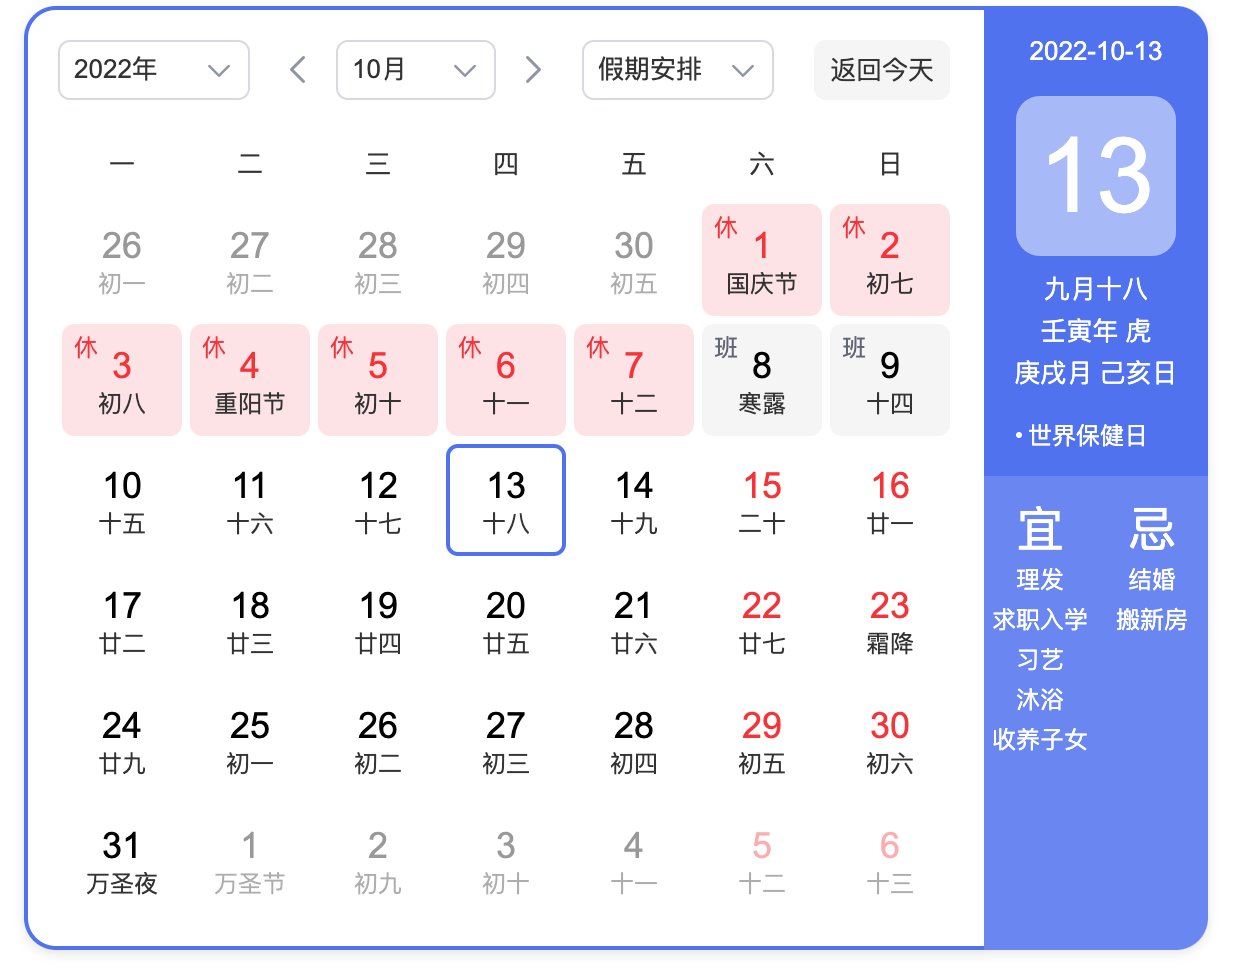 2022年 10月 假期安排 返回今天
一 二 三 四 五 六 日
26 27 28 29 30 休 1 休 2
初一 初二 初三 初四 初五 国庆节 初七
休 3 休 4 休 5 休 6 休 7 班 8 班 9
初八 重阳节 初十 十一 十二 寒露 十四
10 11 12 13 14 15 16
十五 十六 十七 十八 十九 二十 廿一
17 18 19 20 21 22 23
廿二 廿三 廿四 廿五 廿六 廿七 霜降
24 25 26 27 28 29 30
廿九 初一 初二 初三 初四 初五 初六
31 1 2 3 4 5 6
万圣夜 万圣节 初九 初十 十一 十二 十三
2022-10-13
13
九月十八
壬寅年 虎
庚戌月 己亥日
• 世界保健日
宜 忌
理发 结婚
求职入学 搬新房
习艺
沐浴
收养子女